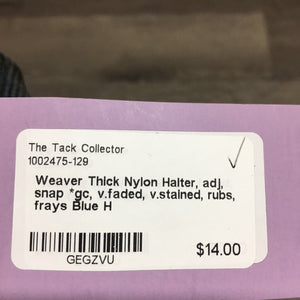 The Tack Collector
1002475-129
Weaver Thick Nylon Halter, adj,
snap *gc, v.faded, v.stained, rubs,
frays Blue H
GEGZVU
$14.00